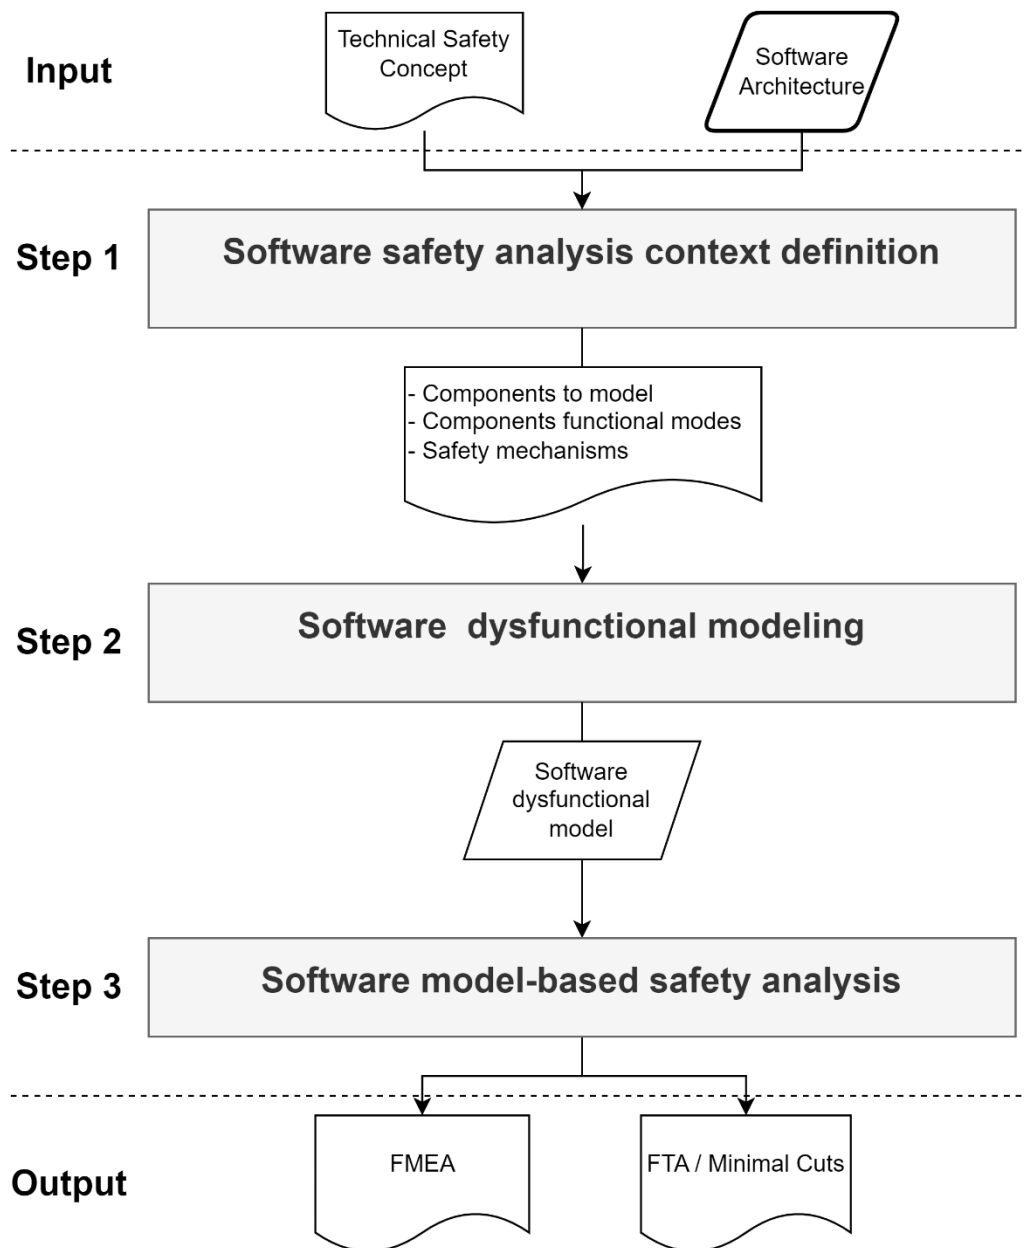 Input
Technical Safety
Concept
Software
Architecture
Step 1
Software safety analysis context definition
- Components to model
- Components functional modes
- Safety mechanisms
Step 2
Software  dysfunctional modeling
Software
dysfunctional
model
Step 3
Software model-based safety analysis
Output
FMEA
FTA / Minimal Cuts